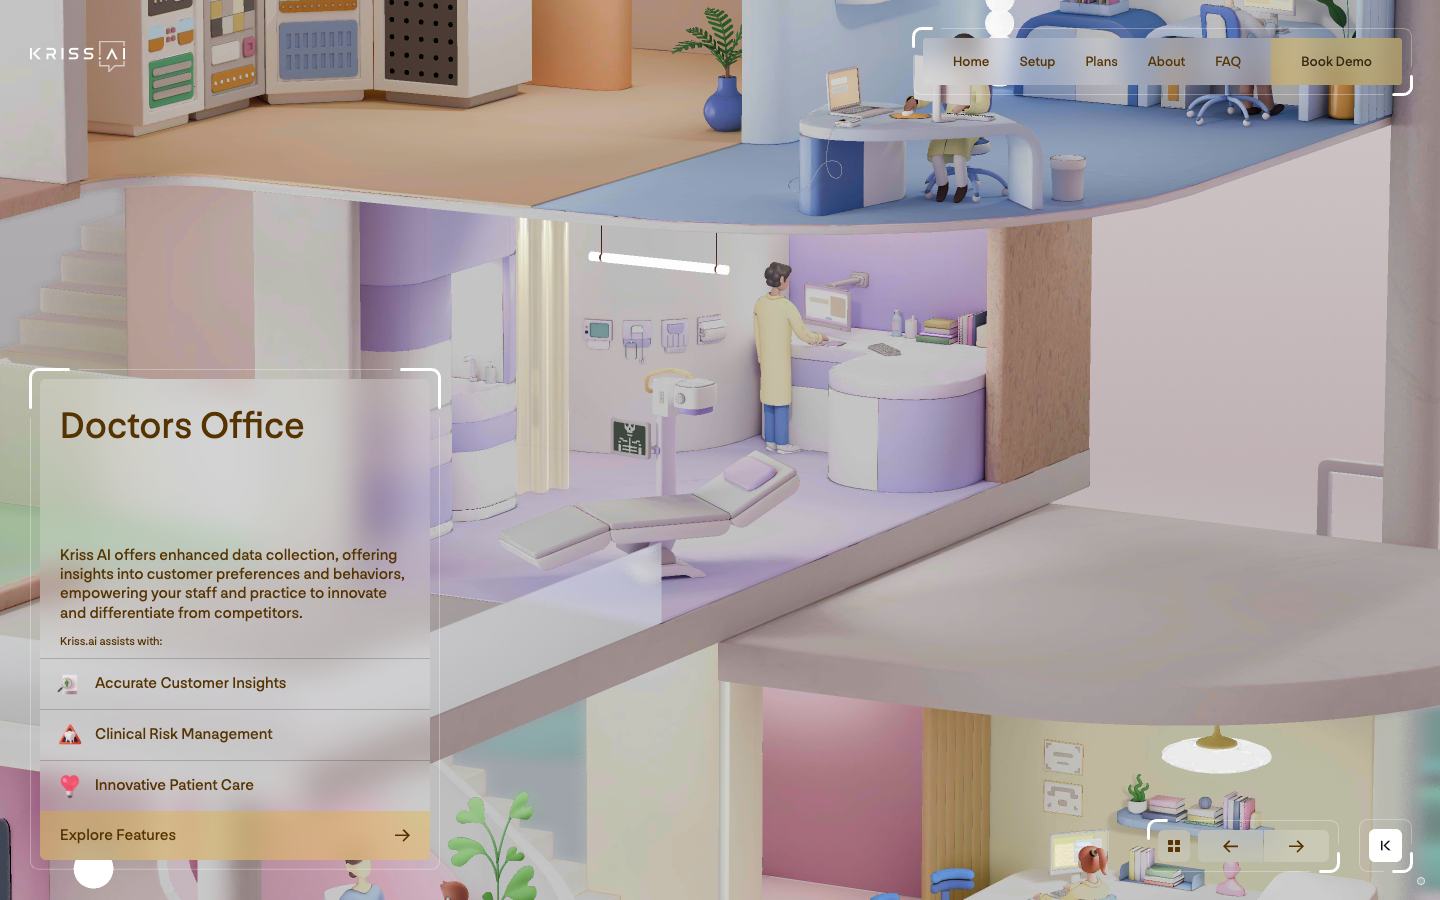 KRISS.AI
Home
Setup
Plans
About
FAQ
Book Demo
Doctors Office
Kriss AI offers enhanced data collection, offering
insights into customer preferences and behaviors,
empowering your staff and practice to innovate
and differentiate from competitors.
Kriss.ai assists with:
Accurate Customer Insights
Clinical Risk Management
Innovative Patient Care
Explore Features